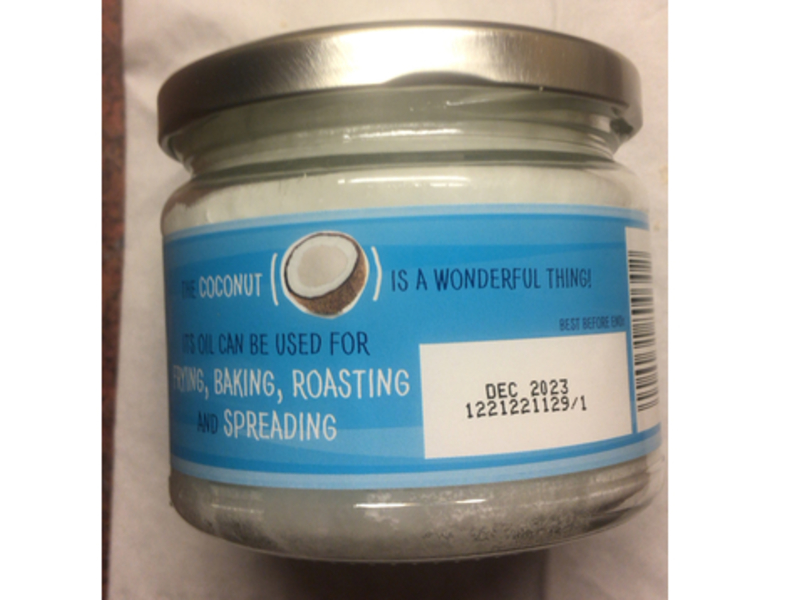 THE COCONUT ( ) IS A WONDERFUL THING!
ITS OIL CAN BE USED FOR
FRYING, BAKING, ROASTING
AND SPREADING
BEST BEFORE END:
DEC 2023
1221221129/1